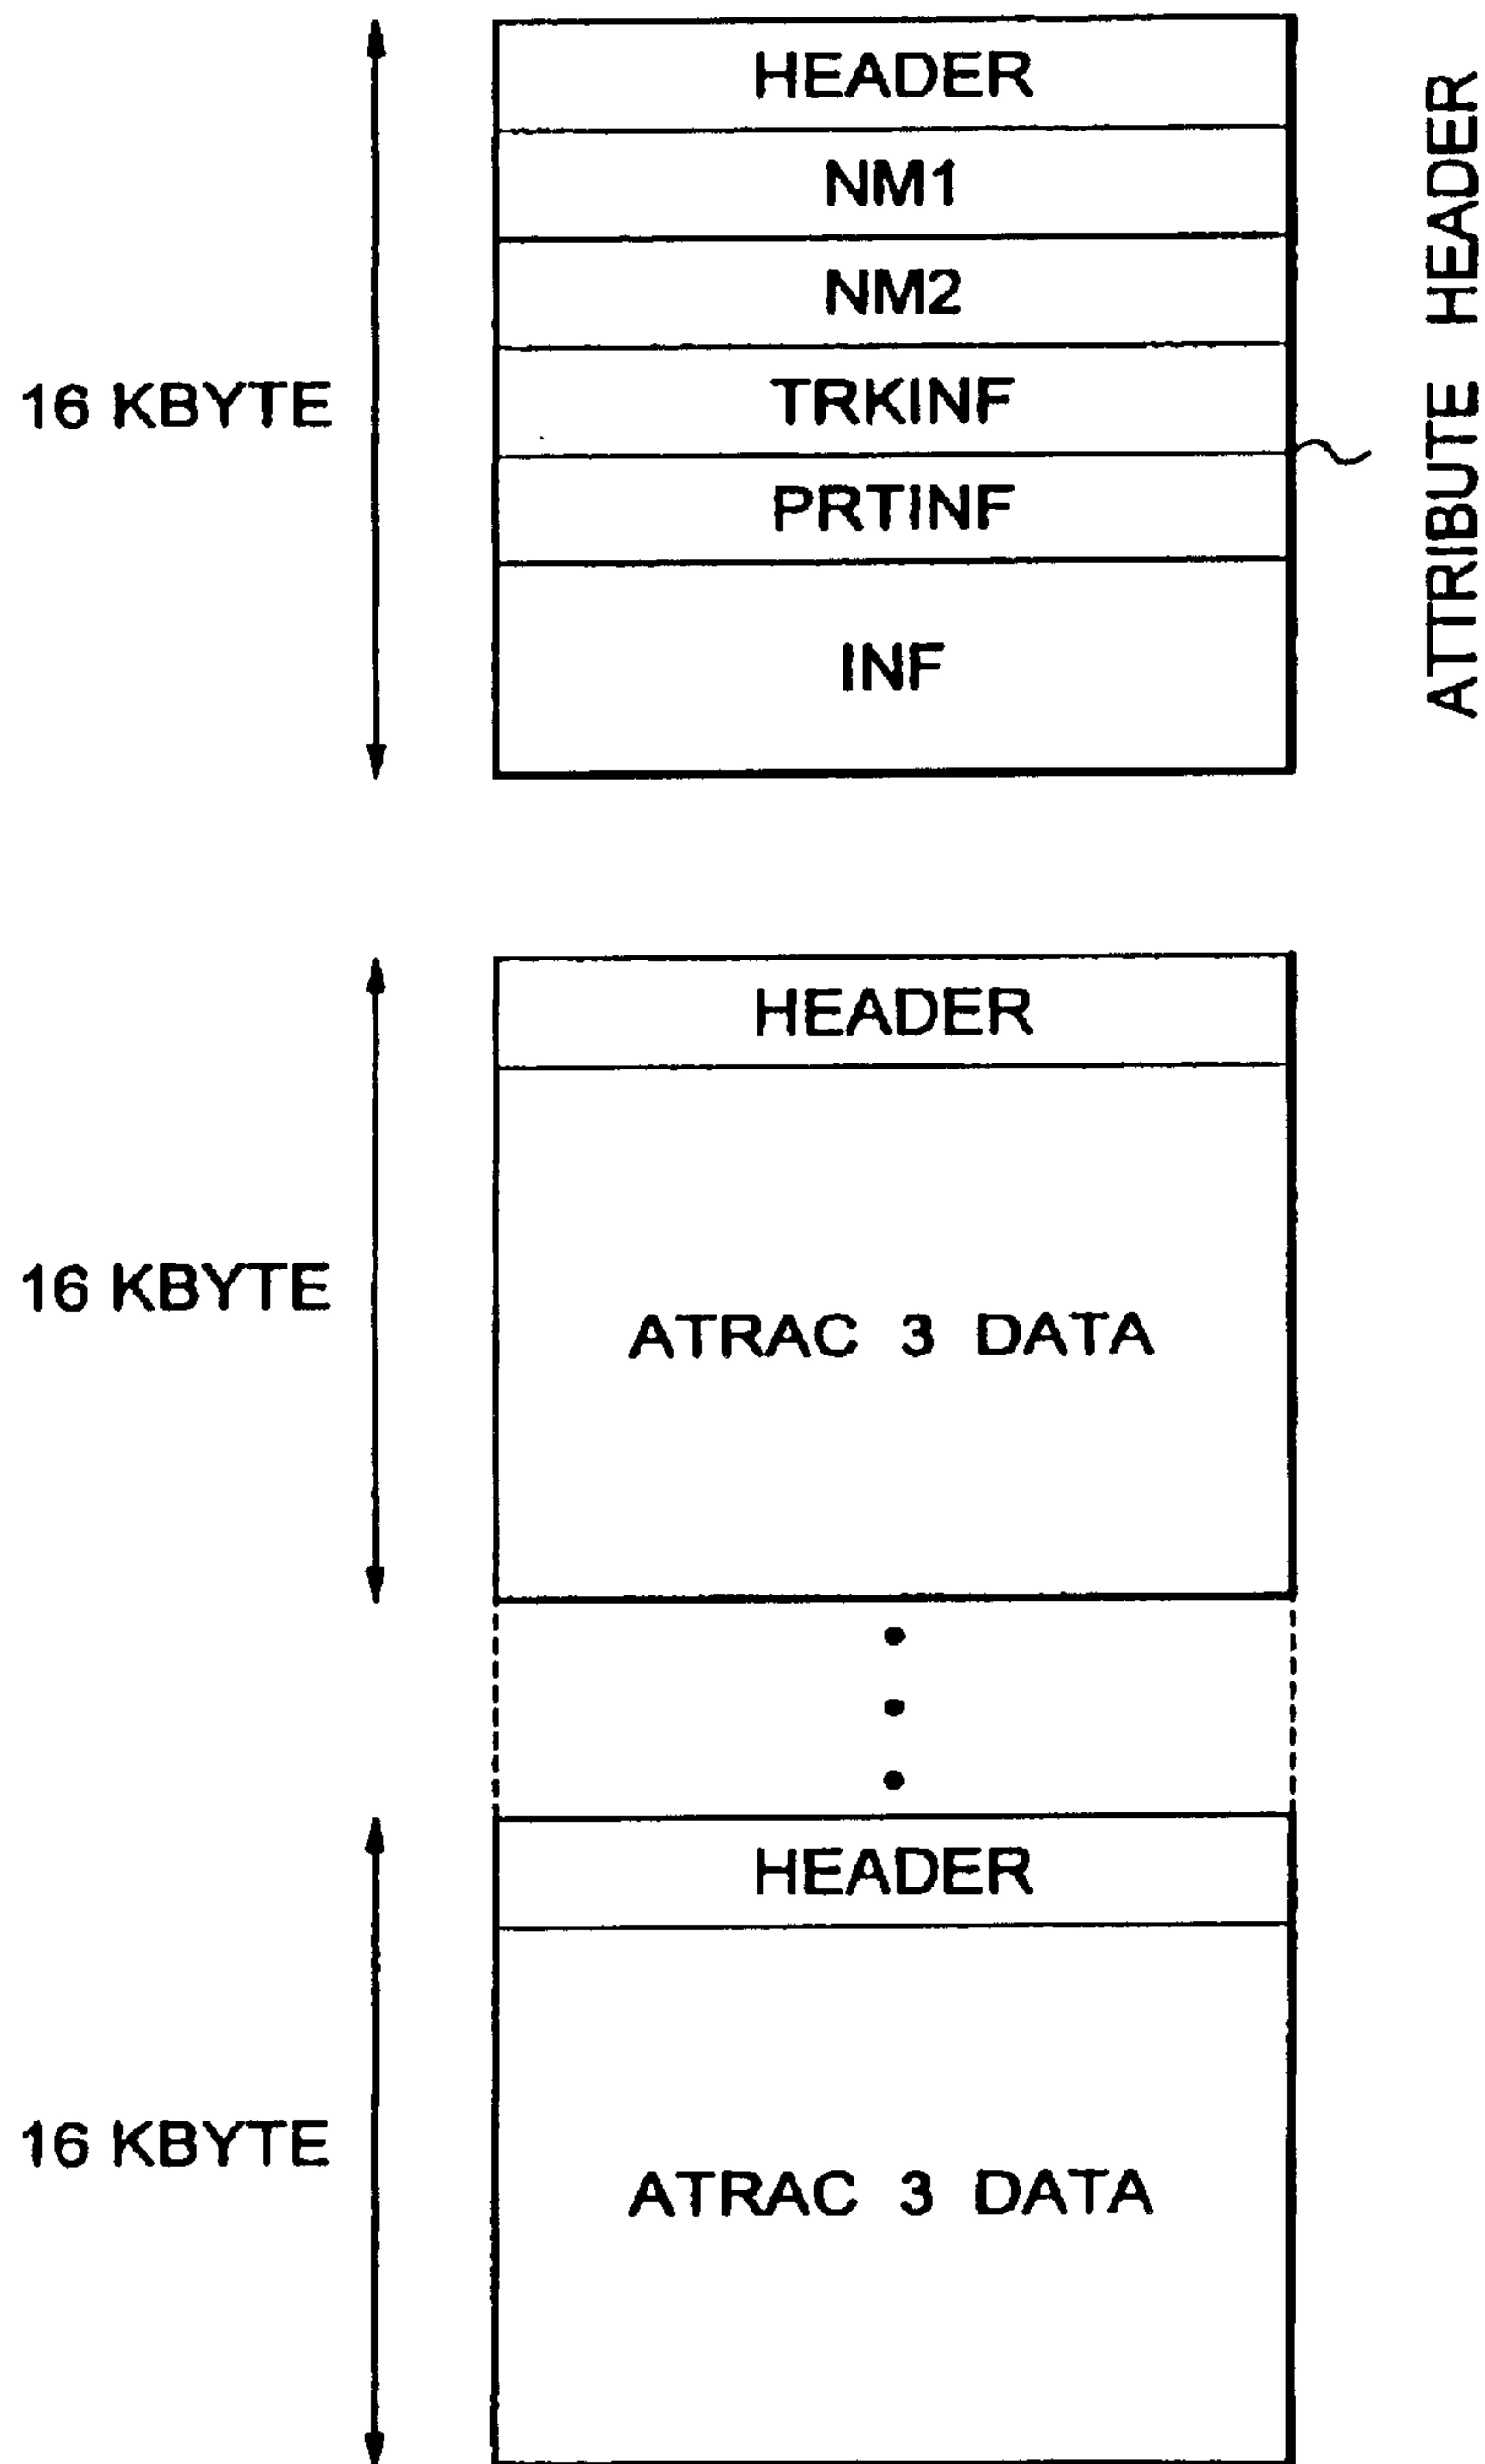 HEADER
NM1
NM2
16 KBYTE
TRKINF
PRTINF
INF
ATTRIBUTE HEADER
HEADER
16 KBYTE
ATRAC 3 DATA
HEADER
16 KBYTE
ATRAC 3 DATA